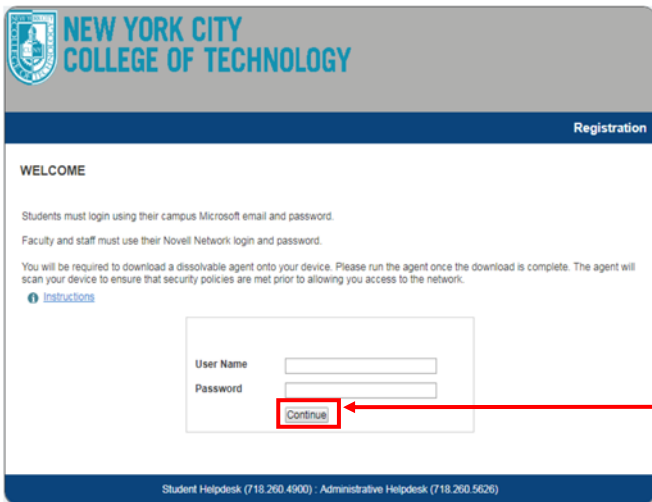 NEW YORK CITY
COLLEGE OF TECHNOLOGY
Registration
WELCOME
Students must login using their campus Microsoft email and password.
Faculty and staff must use their Novell Network login and password.
You will be required to download a dissolvable agent onto your device. Please run the agent once the download is complete. The agent will
scan your device to ensure that security policies are met prior to allowing you access to the network.
Instructions
User Name
Password
Continue
Student Helpdesk (718.260.4900) : Administrative Helpdesk (718.260.5626)